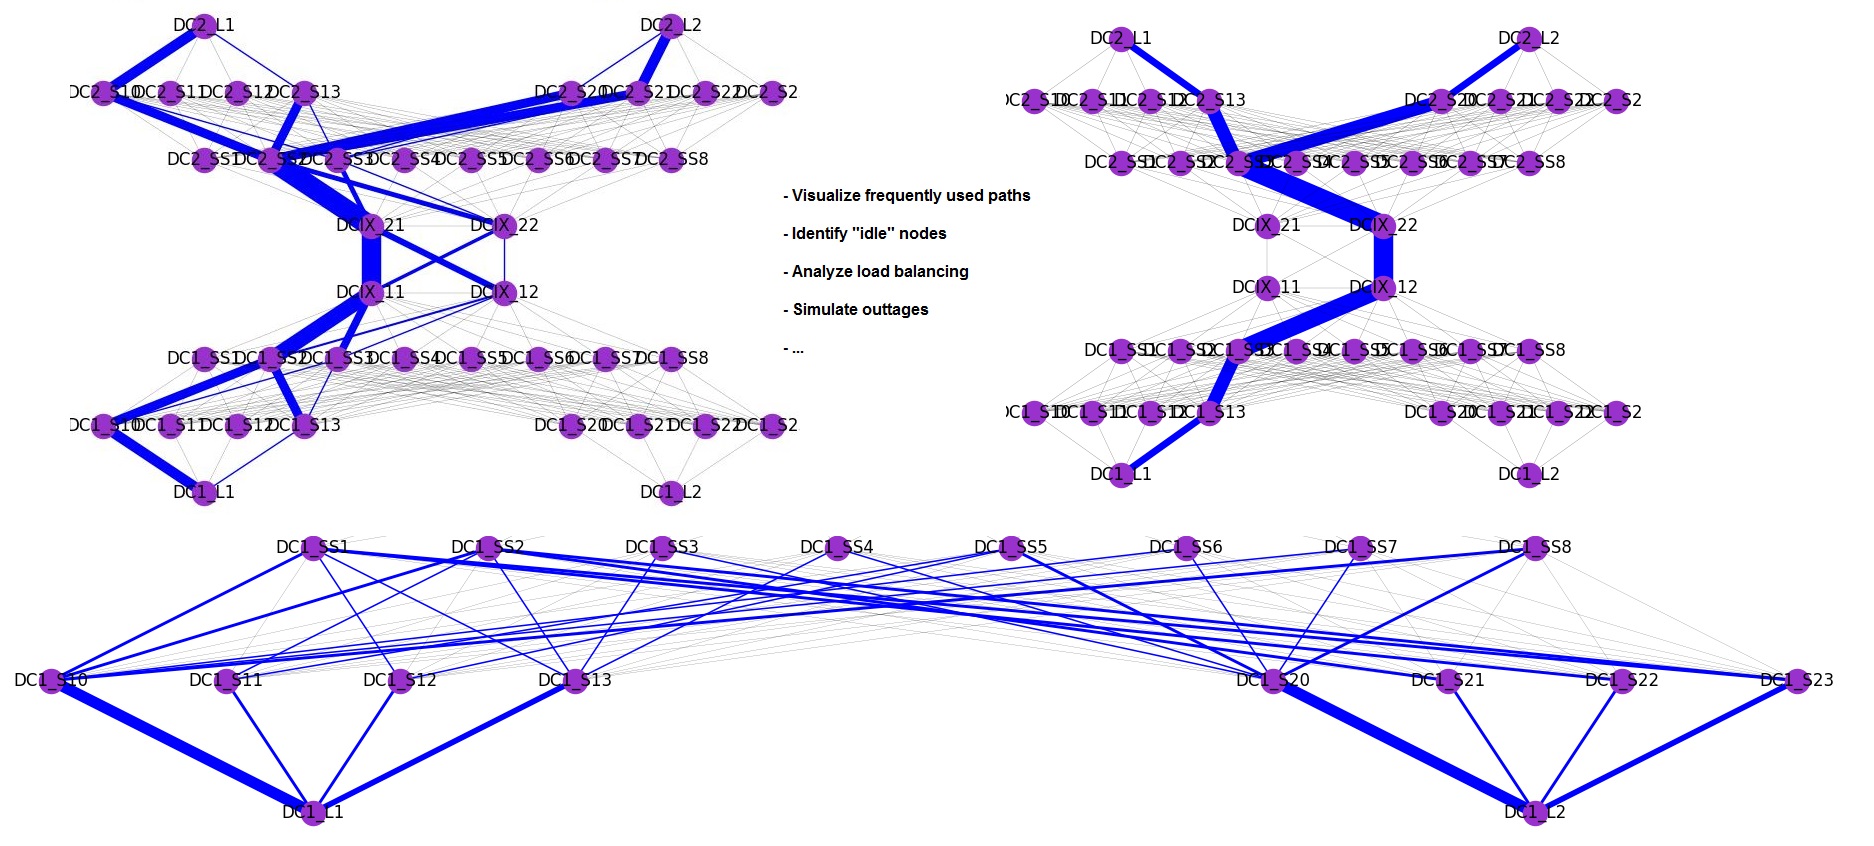 DC2_L1 DC2_L2
DC2_S10 DC2_S11 DC2_S12 DC2_S13 DC2_S20 DC2_S21 DC2_S22 DC2_S2
DC2_SS1 DC2_SS2 DC2_SS3 DC2_SS4 DC2_SS5 DC2_SS6 DC2_SS7 DC2_SS8
DCIX_21 DCIX_22
DCIX_11 DCIX_12
DC1_SS1 DC1_SS2 DC1_SS3 DC1_SS4 DC1_SS5 DC1_SS6 DC1_SS7 DC1_SS8
DC1_S10 DC1_S11 DC1_S12 DC1_S13 DC1_S20 DC1_S21 DC1_S22 DC1_S2
DC1_L1 DC1_L2
- Visualize frequently used paths
- Identify "idle" nodes
- Analyze load balancing
- Simulate outtages
- ...
DC2_L1 DC2_L2
DC2_S10 DC2_S11 DC2_S12 DC2_S13 DC2_S20 DC2_S21 DC2_S22 DC2_S2
DC2_SS1 DC2_SS2 DC2_SS3 DC2_SS4 DC2_SS5 DC2_SS6 DC2_SS7 DC2_SS8
DCIX_21 DCIX_22
DCIX_11 DCIX_12
DC1_SS1 DC1_SS2 DC1_SS3 DC1_SS4 DC1_SS5 DC1_SS6 DC1_SS7 DC1_SS8
DC1_S10 DC1_S11 DC1_S12 DC1_S13 DC1_S20 DC1_S21 DC1_S22 DC1_S2
DC1_L1 DC1_L2
DC1_SS1 DC1_SS2 DC1_SS3 DC1_SS4 DC1_SS5 DC1_SS6 DC1_SS7 DC1_SS8
DC1_S10 DC1_S11 DC1_S12 DC1_S13 DC1_S20 DC1_S21 DC1_S22 DC1_S23
DC1_L1 DC1_L2